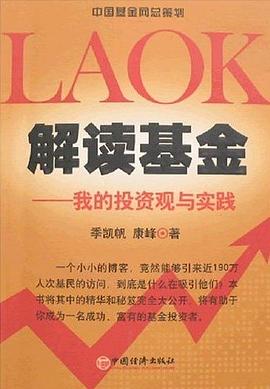 中国基金网总策划
LAOK
解读基金
——我的投资观与实践
季凯帆 康峰◎著
一个小小的博客，竟然能够引来近190万
人次基民的访问，到底是什么在吸引他们？本
书将其中的精华和秘笈完全大公开，将有助于
你成为一名成功、富有的基金投资者。
中国经济出版社